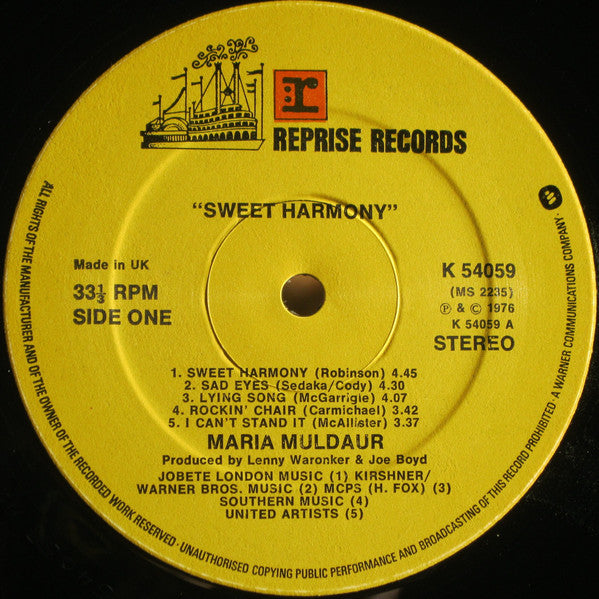 r
REPRISE RECORDS
"SWEET HARMONY"
Made in UK
33⅓ RPM
SIDE ONE
K 54059
(MS 2235)
℗ & © 1976
K 54059 A
STEREO
1. SWEET HARMONY (Robinson) 4.45
2. SAD EYES (Sedaka/Cody) 4.30
3. LYING SONG (McGarrigle) 4.07
4. ROCKIN' CHAIR (Carmichael) 3.42
5. I CAN'T STAND IT (McAllister) 3.37
MARIA MULDAUR
Produced by Lenny Waronker & Joe Boyd
JOBETE LONDON MUSIC (1) KIRSHNER/
WARNER BROS. MUSIC (2) MCPS (H. FOX) (3)
SOUTHERN MUSIC (4)
UNITED ARTISTS (5)
ALL RIGHTS OF THE MANUFACTURER AND OF THE OWNER OF THE RECORDED WORK RESERVED · UNAUTHORISED COPYING PUBLIC PERFORMANCE AND BROADCASTING OF THIS RECORD PROHIBITED · A WARNER COMMUNICATIONS COMPANY ·